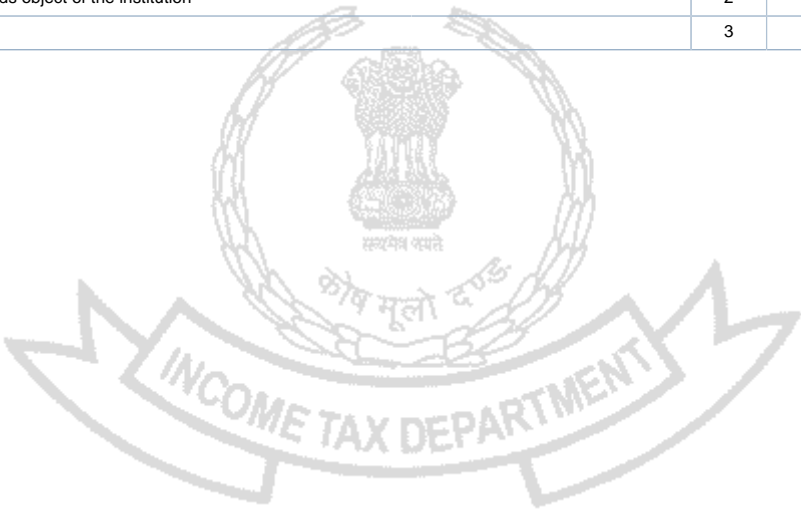 ds object of the institution 2
3
सत्यमेव जयते
कोष मूलो दण्ड
INCOME TAX DEPARTMENT